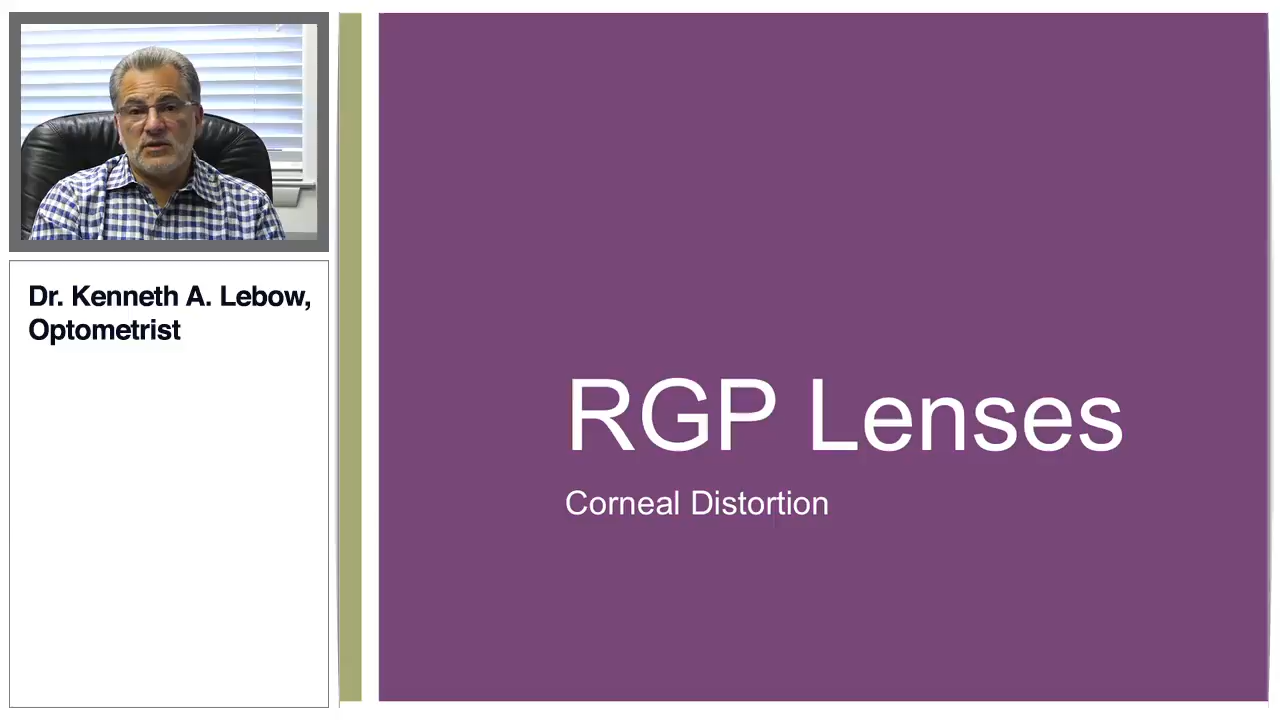 Dr. Kenneth A. Lebow,
Optometrist
RGP Lenses
Corneal Distortion